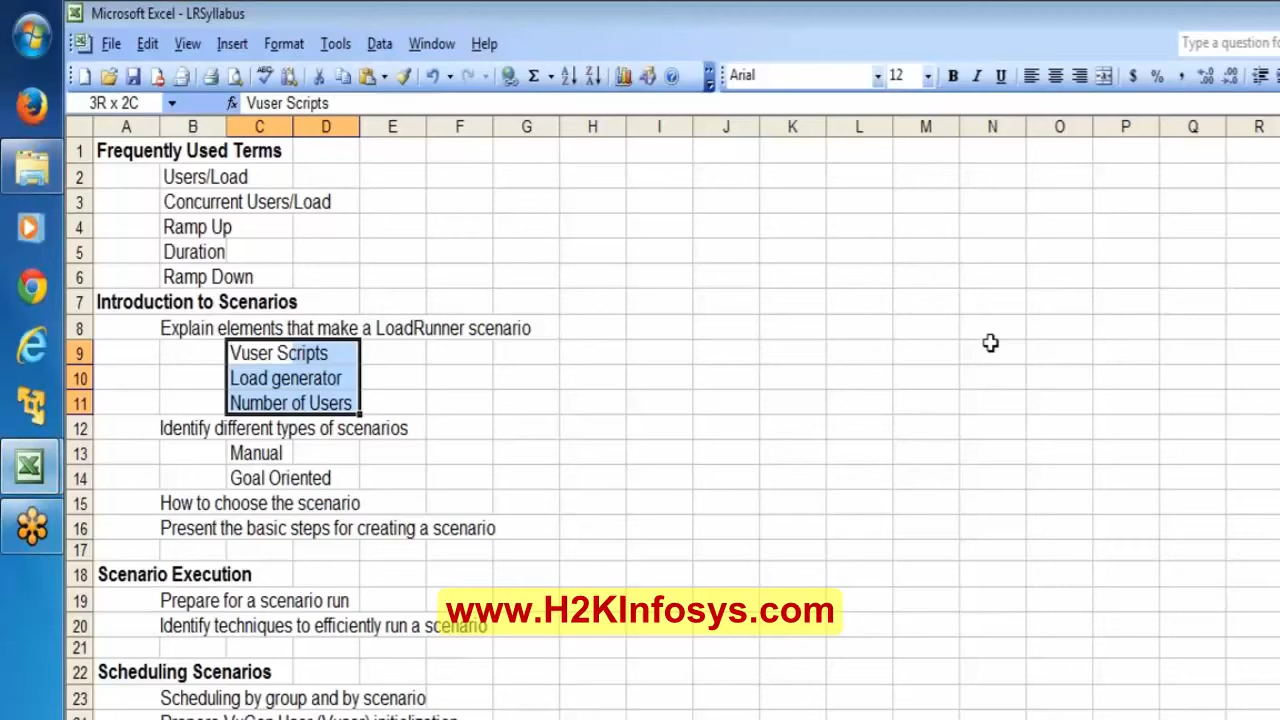 Microsoft Excel - LRSyllabus
File Edit View Insert Format Tools Data Window Help
Type a question
Arial 12 B I U $ %
3R x 2C fx Vuser Scripts
A B C D E F G H I J K L M N O P Q R
1 Frequently Used Terms
2 Users/Load
3 Concurrent Users/Load
4 Ramp Up
5 Duration
6 Ramp Down
7 Introduction to Scenarios
8 Explain elements that make a LoadRunner scenario
9 Vuser Scripts
10 Load generator
11 Number of Users
12 Identify different types of scenarios
13 Manual
14 Goal Oriented
15 How to choose the scenario
16 Present the basic steps for creating a scenario
17
18 Scenario Execution
19 Prepare for a scenario run
www.H2KInfosys.com
20 Identify techniques to efficiently run a scenario
21
22 Scheduling Scenarios
23 Scheduling by group and by scenario